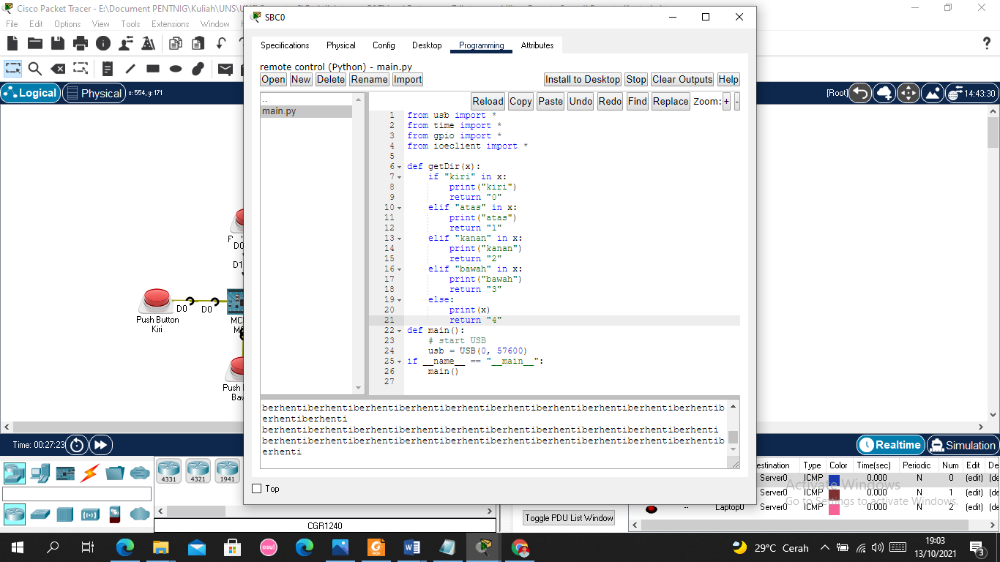 Cisco Packet Tracer - E:\Document PENTNIG\Kuliah\UNS\UNS
SBC0
File Edit Options View Tools Extensions Window
Specifications Physical Config Desktop Programming Attributes
remote control (Python) - main.py
Open New Delete Rename Import Install to Desktop Stop Clear Outputs Help
Logical Physical x: 554, y: 171 [Root] 14:43:30
..
main.py
Reload Copy Paste Undo Redo Find Replace Zoom: + -
1 from usb import *
2 from time import *
3 from gpio import *
4 from ioeclient import *
5
6 def getDir(x):
7 if "kiri" in x:
8 print("kiri")
9 return "0"
10 elif "atas" in x:
11 print("atas")
12 return "1"
13 elif "kanan" in x:
14 print("kanan")
15 return "2"
16 elif "bawah" in x:
17 print("bawah")
18 return "3"
19 else:
20 print(x)
21 return "4"
22 def main():
23 # start USB
24 usb = USB(0, 57600)
25 if __name__ == "__main__":
26 main()
27
D0
D1
D0 D0
Push Button
Kiri
MC
Push
Baw
berhentiberhentiberhentiberhentiberhentiberhentiberhentiberhentiberhentiberhentib
erhentiberhenti
berhentiberhentiberhentiberhentiberhentiberhentiberhentiberhentiberhentiberhenti
berhentiberhentiberhentiberhentiberhentiberhentiberhentiberhentiberhentiberhentib
erhenti
Top
Time: 00:27:23
Realtime Simulation
4331 4321 1941
CGR1240
Toggle PDU List Window
estination Type Color Time(sec) Periodic Num Edit De
Server0 ICMP 0.000 N 0 (edit) (de
Server0 ICMP 0.000 N 1 (edit) (de
-- Laptop0 Server0 ICMP 0.000 N 2 (edit) (de
Activate Windows
Go to Settings to activate Windows.
osu!
PDF
29°C Cerah
19:03
13/10/2021
3